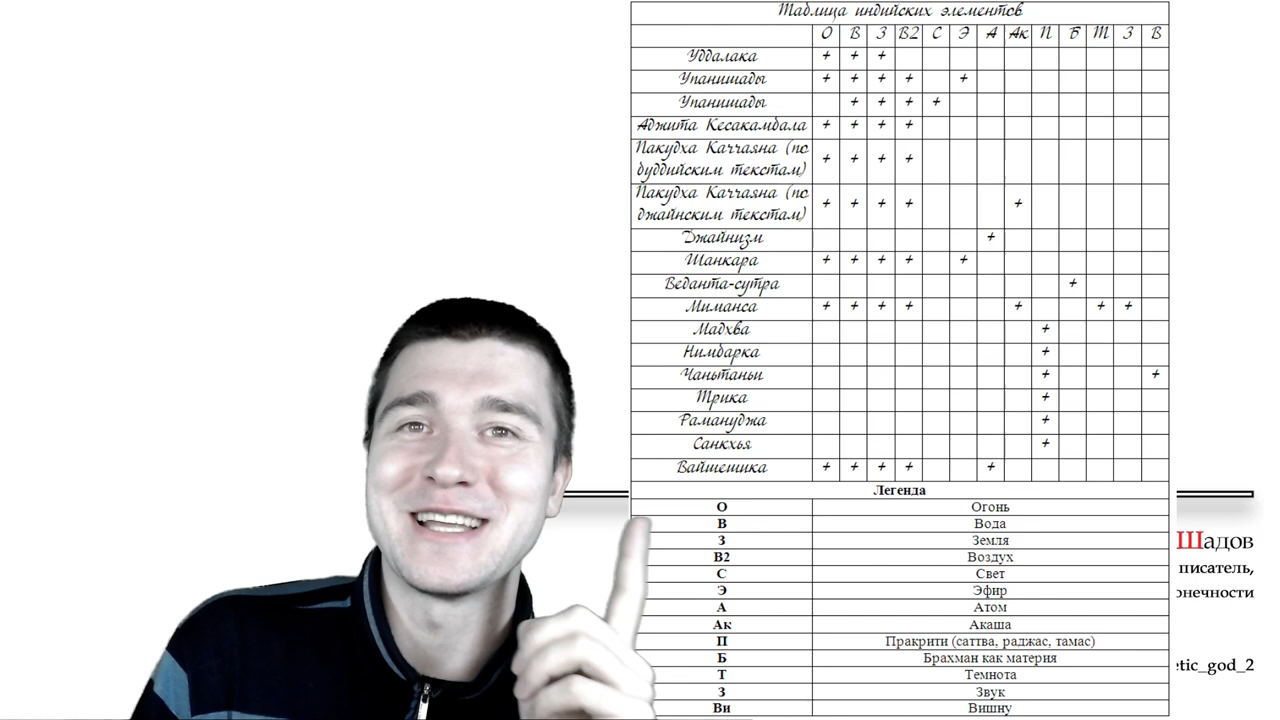 Таблица индийских элементов
О В З В2 С Э А Ак П Б Т З В
Уддалака + + +
Упанишады + + + + +
Упанишады + + + +
Аджита Кесакамбала + + + +
Пакудха Каччаяна (по
буддийским текстам) + + + +
Пакудха Каччаяна (по
джайнским текстам) + + + + +
Джайнизм +
Шанкара + + + + +
Веданта-сутра +
Миманса + + + + + + +
Мадхва +
Нимбарка +
Чаньтаньи + +
Трика +
Рамануджа +
Санкхья +
Вайшешика + + + + +
Легенда
О Огонь
В Вода
З Земля
В2 Воздух
С Свет
Э Эфир
А Атом
Ак Акаша
П Пракрити (саттва, раджас, тамас)
Б Брахман как материя
Т Темнота
З Звук
Ви Вишну
Шадов
писатель,
онечности
etic_god_2